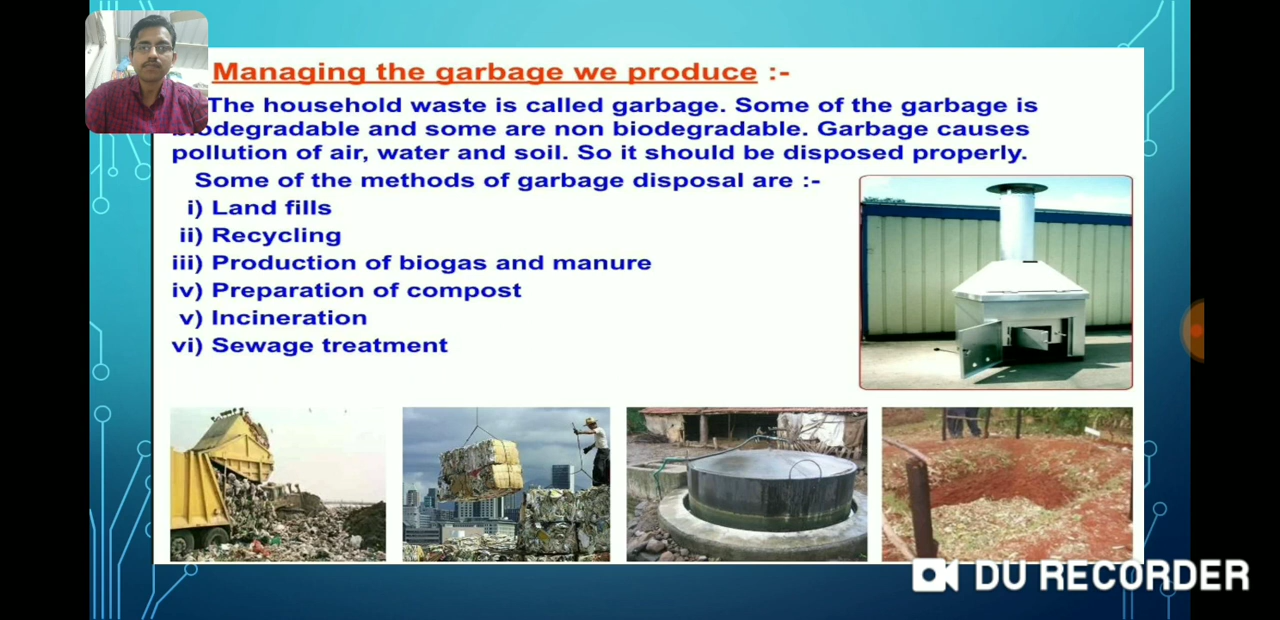 Managing the garbage we produce :-
The household waste is called garbage. Some of the garbage is
biodegradable and some are non biodegradable. Garbage causes
pollution of air, water and soil. So it should be disposed properly.
Some of the methods of garbage disposal are :-
i) Land fills
ii) Recycling
iii) Production of biogas and manure
iv) Preparation of compost
v) Incineration
vi) Sewage treatment
DU RECORDER